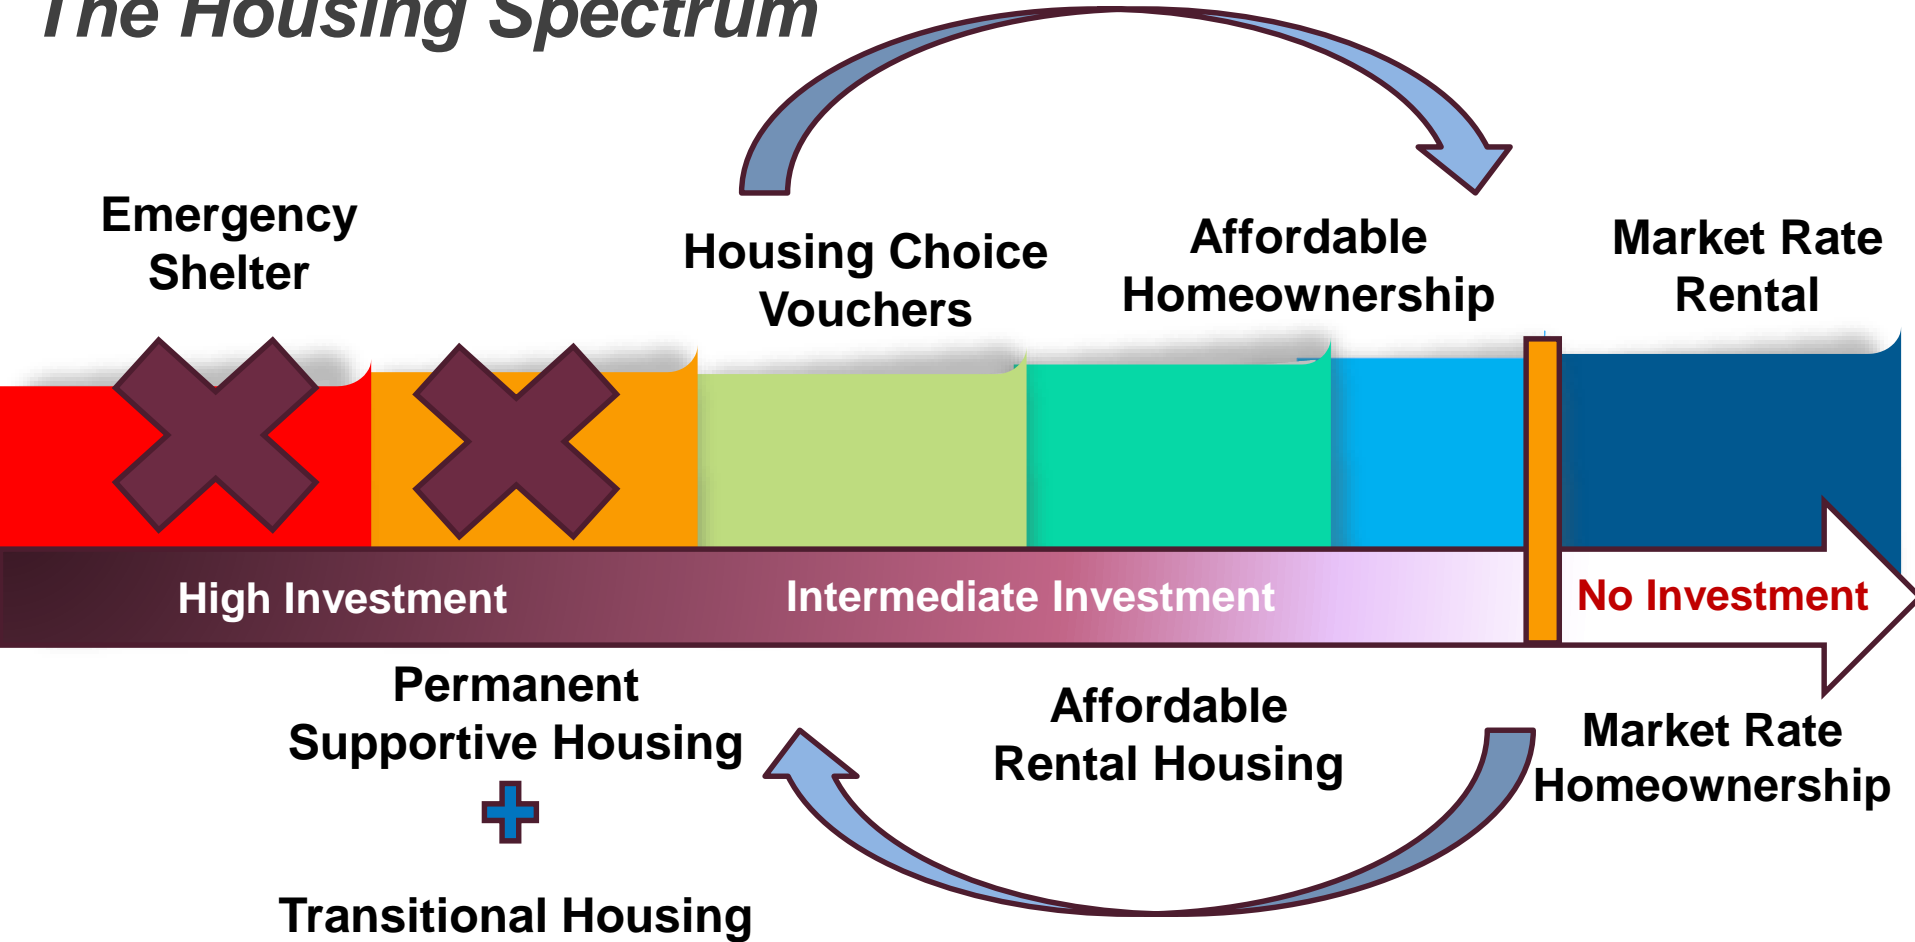 The Housing Spectrum
Emergency
Shelter
Housing Choice
Vouchers
Affordable
Homeownership
Market Rate
Rental
High Investment
Intermediate Investment
No Investment
Permanent
Supportive Housing
Transitional Housing
Affordable
Rental Housing
Market Rate
Homeownership